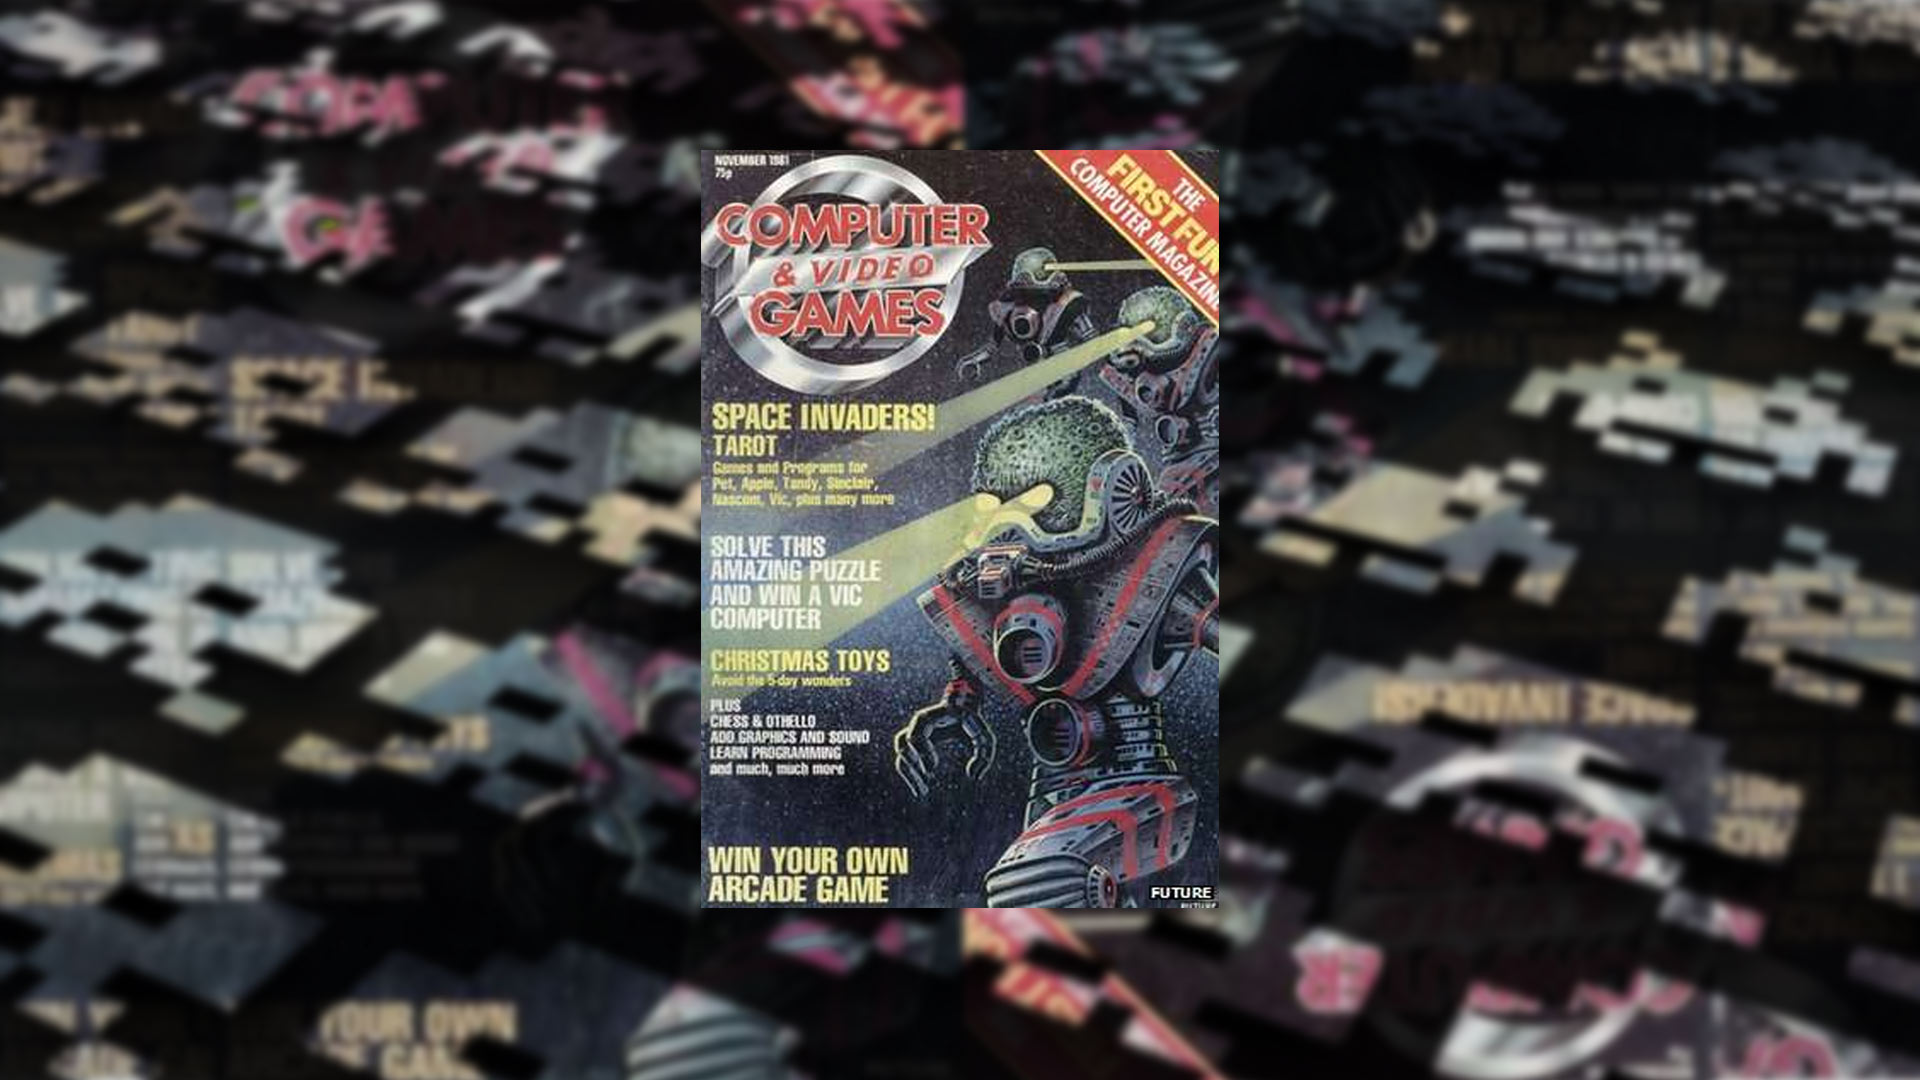 NOVEMBER 1981
75p
COMPUTER
& VIDEO
GAMES
THE
FIRST FUN
COMPUTER MAGAZINE
SPACE INVADERS!
TAROT
Games and Programs for
Pet, Apple, Tandy, Sinclair,
Nascom, Vic, plus many more
SOLVE THIS
AMAZING PUZZLE
AND WIN A VIC
COMPUTER
CHRISTMAS TOYS
Avoid the 5-day wonders
PLUS
CHESS & OTHELLO
ADD GRAPHICS AND SOUND
LEARN PROGRAMMING
and much, much more
WIN YOUR OWN
ARCADE GAME
FUTURE